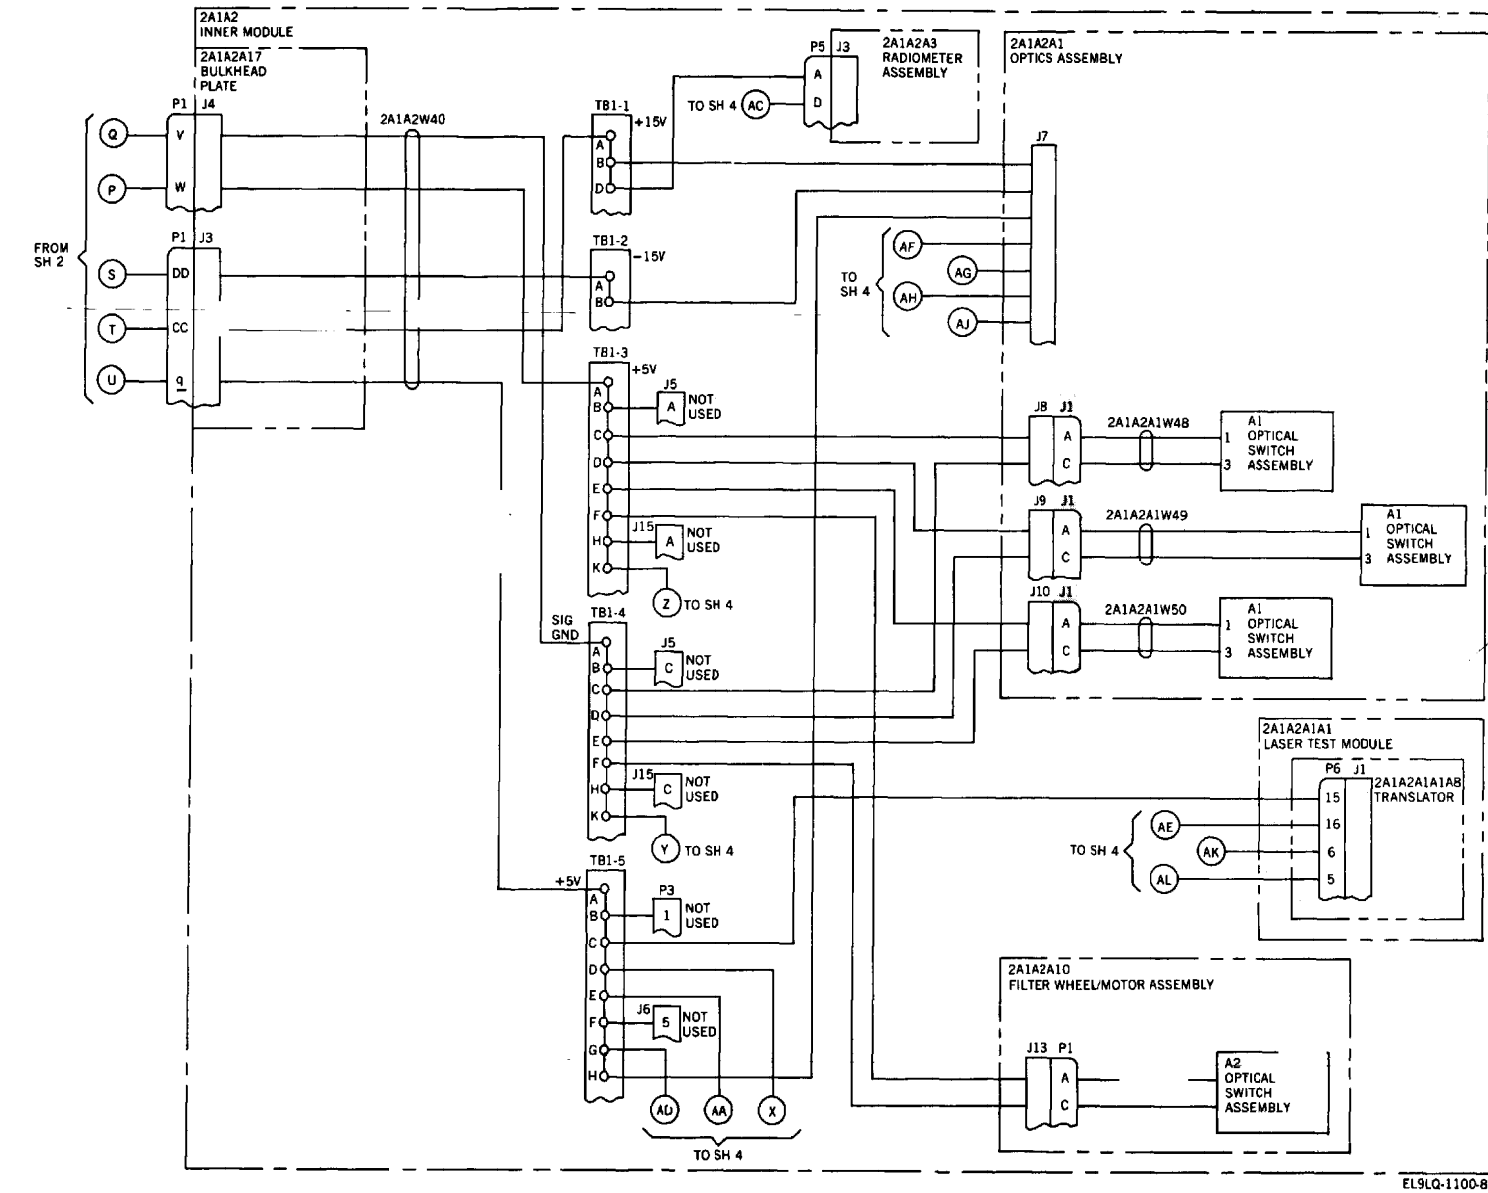 2A1A2
INNER MODULE
2A1A2A17
BULKHEAD
PLATE
P1 J4
V
W
Q
P
FROM
SH 2
P1 J3
S
DD
T
CC
U
q
2A1A2W40
TB1-1
+15V
A
B
D
TB1-2
-15V
A
B
TB1-3
+5V
A
B
C
D
E
F
H
K
J5
A
NOT
USED
J15
A
NOT
USED
Z
TO SH 4
TB1-4
SIG
GND
A
B
C
D
E
F
H
K
J5
C
NOT
USED
J15
C
NOT
USED
Y
TO SH 4
TB1-5
+5V
A
B
C
D
E
F
G
H
P3
1
NOT
USED
J6
5
NOT
USED
AD
AA
X
TO SH 4
P5 J3
A
D
TO SH 4
AC
2A1A2A3
RADIOMETER
ASSEMBLY
2A1A2A1
OPTICS ASSEMBLY
J7
TO
SH 4
AF
AG
AH
AJ
J8 J1
A
C
2A1A2A1W48
1
3
A1
OPTICAL
SWITCH
ASSEMBLY
J9 J1
A
C
2A1A2A1W49
1
3
A1
OPTICAL
SWITCH
ASSEMBLY
J10 J1
A
C
2A1A2A1W50
1
3
A1
OPTICAL
SWITCH
ASSEMBLY
2A1A2A1A1
LASER TEST MODULE
P6 J1
2A1A2A1A1A8
TRANSLATOR
15
16
6
5
TO SH 4
AE
AK
AL
2A1A2A10
FILTER WHEEL/MOTOR ASSEMBLY
J13 P1
A
C
A2
OPTICAL
SWITCH
ASSEMBLY
EL9LQ-1100-8